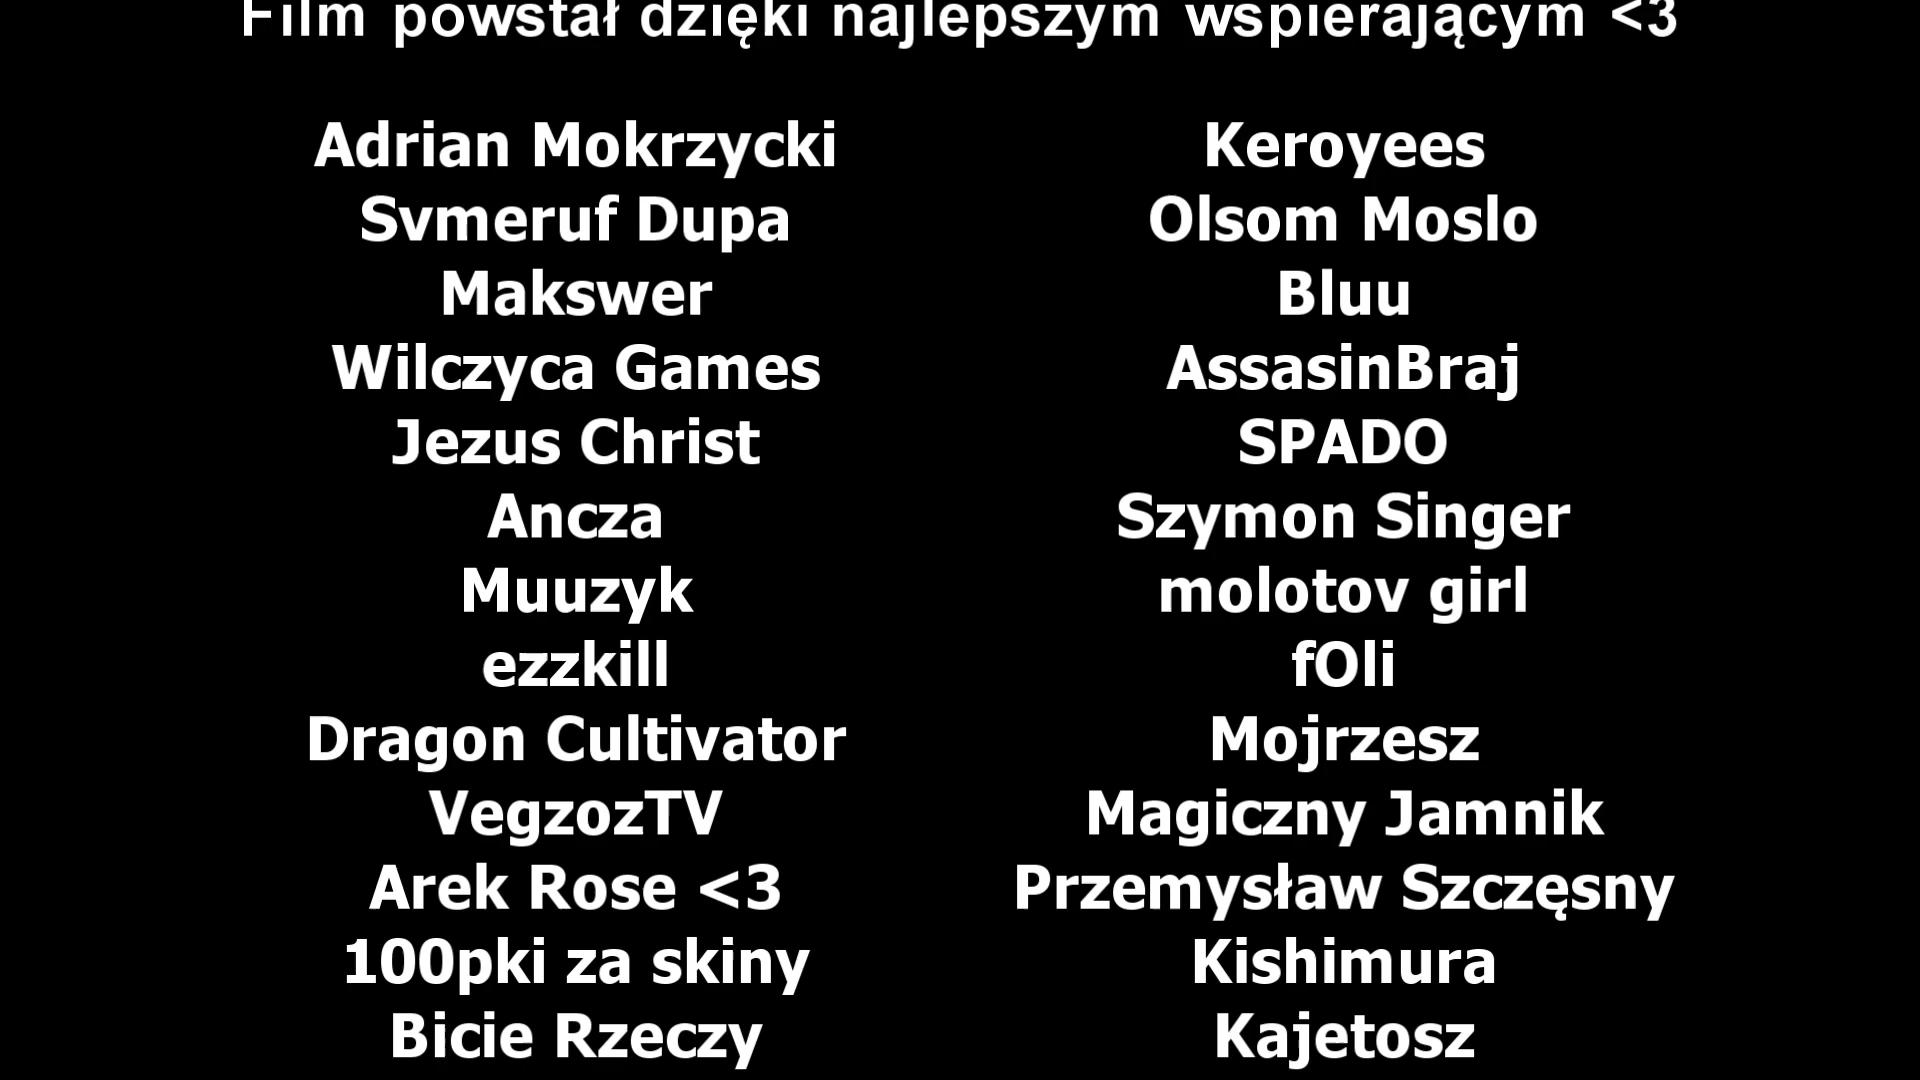 Film powstał dzięki najlepszym wspierającym <3
Adrian Mokrzycki
Keroyees
Svmeruf Dupa
Olsom Moslo
Makswer
Bluu
Wilczyca Games
AssasinBraj
Jezus Christ
SPADO
Ancza
Szymon Singer
Muuzyk
molotov girl
ezzkill
fOli
Dragon Cultivator
Mojrzesz
VegzozTV
Magiczny Jamnik
Arek Rose <3
Przemysław Szczęsny
100pki za skiny
Kishimura
Bicie Rzeczy
Kajetosz